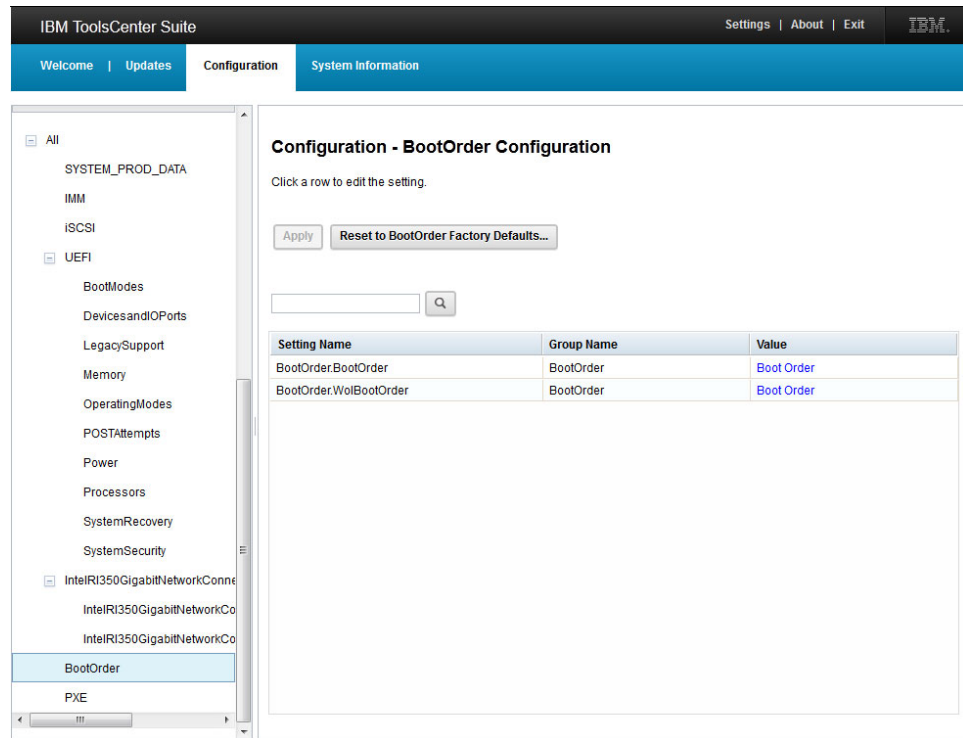 IBM ToolsCenter Suite
Settings | About | Exit
IBM.
Welcome | Updates
Configuration
System Information
All
SYSTEM_PROD_DATA
IMM
iSCSI
UEFI
BootModes
DevicesandIOPorts
LegacySupport
Memory
OperatingModes
POSTAttempts
Power
Processors
SystemRecovery
SystemSecurity
IntelRI350GigabitNetworkConne
IntelRI350GigabitNetworkCo
IntelRI350GigabitNetworkCo
BootOrder
PXE
Configuration - BootOrder Configuration
Click a row to edit the setting.
Apply
Reset to BootOrder Factory Defaults...
Setting Name Group Name Value
BootOrder.BootOrder BootOrder Boot Order
BootOrder.WolBootOrder BootOrder Boot Order